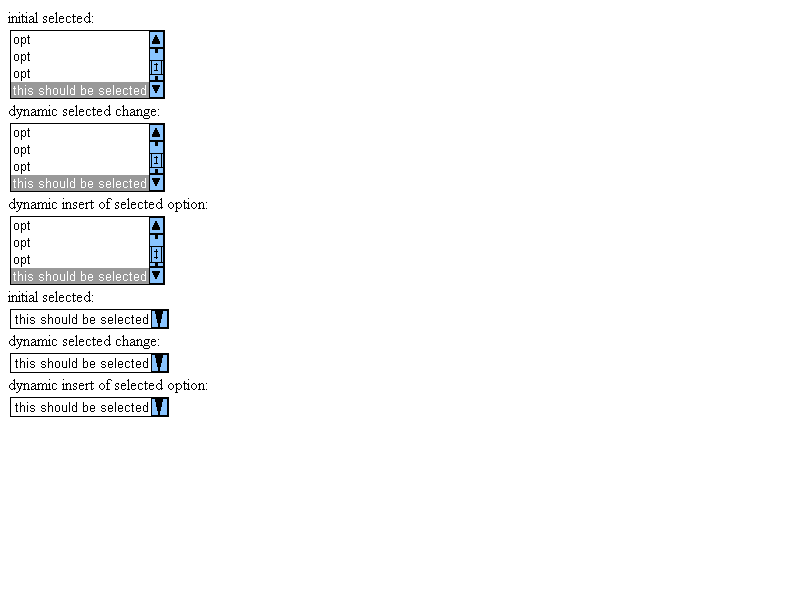 initial selected:
opt
opt
opt
this should be selected
dynamic selected change:
opt
opt
opt
this should be selected
dynamic insert of selected option:
opt
opt
opt
this should be selected
initial selected:
this should be selected
dynamic selected change:
this should be selected
dynamic insert of selected option:
this should be selected